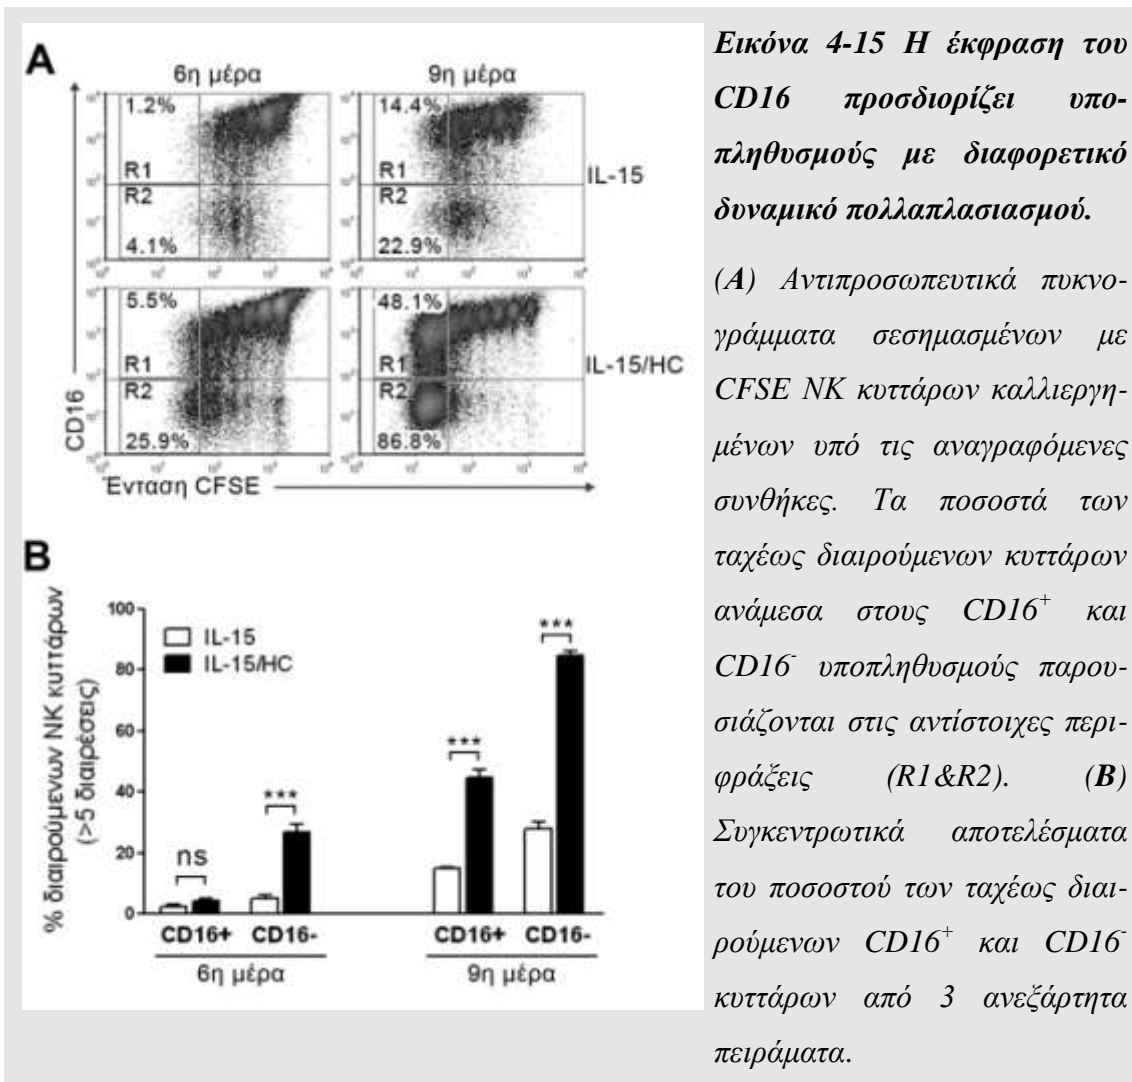 A
6η μέρα
9η μέρα
1.2%
14.4%
R1
R1
IL-15
R2
R2
4.1%
22.9%
5.5%
48.1%
R1
R1
IL-15/HC
R2
R2
25.9%
86.8%
CD16
Ένταση CFSE
B
% διαιρούμενων NK κυττάρων
(>5 διαιρέσεις)
100
80
60
40
20
0
IL-15
IL-15/HC
ns
***
***
***
CD16+
CD16-
CD16+
CD16-
6η μέρα
9η μέρα
Εικόνα 4-15 Η έκφραση του
CD16 προσδιορίζει υπο-
πληθυσμούς με διαφορετικό
δυναμικό πολλαπλασιασμού.
(A) Αντιπροσωπευτικά πυκνο-
γράμματα σεσημασμένων με
CFSE NK κυττάρων καλλιεργη-
μένων υπό τις αναγραφόμενες
συνθήκες. Τα ποσοστά των
ταχέως διαιρούμενων κυττάρων
ανάμεσα στους CD16+ και
CD16- υποπληθυσμούς παρου-
σιάζονται στις αντίστοιχες περι-
φράξεις (R1&R2). (B)
Συγκεντρωτικά αποτελέσματα
του ποσοστού των ταχέως διαι-
ρούμενων CD16+ και CD16-
κυττάρων από 3 ανεξάρτητα
πειράματα.